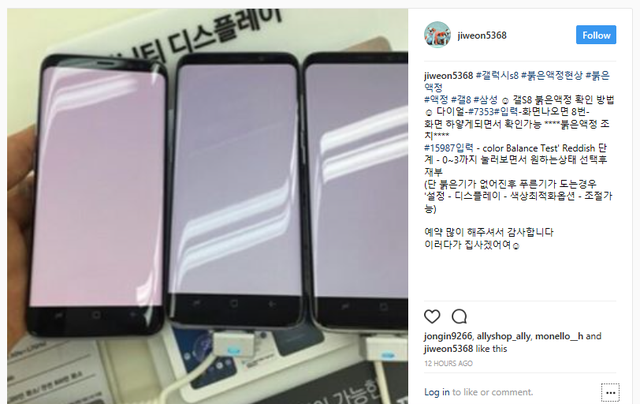 니티 디스플레이
가능한
jiweon5368
Follow
jiweon5368 #갤럭시s8 #붉은액정현상 #붉은
액정
#액정 #갤8 #삼성 ☺ 갤S8 붉은액정 확인 방법
☺ 다이얼-#7353#입력-화면나오면 8번-
화면 하얗게되면서 확인가능 ****붉은액정 조
치****
#15987입력 - color Balance Test' Reddish 단
계 - 0~3까지 눌러보면서 원하는상태 선택후
재부
(단 붉은기가 없어진후 푸른기가 도는경우
'설정 - 디스플레이 - 색상최적화옵션 - 조절가
능)
예약 많이 해주셔서 감사합니다
이러다가 집사겠어여☺
jongin9266, allyshop_ally, monello__h and
jiweon5368 like this
12 HOURS AGO
Log in to like or comment.